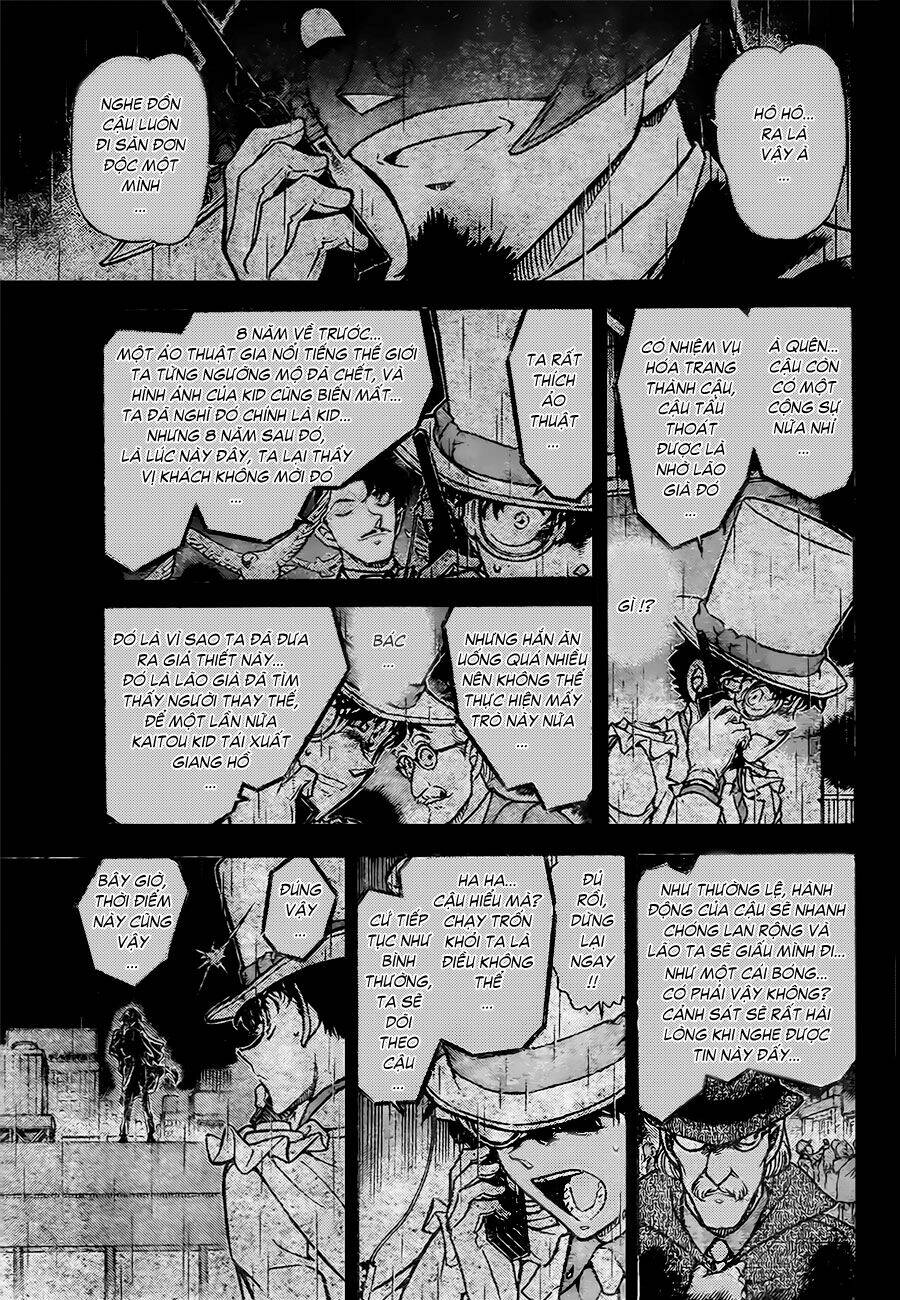 HÔ HÔ...
RA LÀ
VẬY À
...
NGHE ĐỒN
CẬU LUÔN
ĐI SĂN ĐƠN
ĐỘC MỘT
MÌNH
...
À QUÊN...
CẬU CÒN
CÓ MỘT
CỘNG SỰ
NỮA NHỈ
CÓ NHIỆM VỤ
HÓA TRANG
THÀNH CẬU,
CẬU TẨU
THOÁT
ĐƯỢC LÀ
NHỜ LÃO
GIÀ ĐÓ
...
GÌ !?
TA RẤT
THÍCH
ẢO
THUẬT
...
8 NĂM VỀ TRƯỚC...
MỘT ẢO THUẬT GIA NỔI TIẾNG THẾ GIỚI
TA TỪNG NGƯỠNG MỘ ĐÃ CHẾT, VÀ
HÌNH ẢNH CỦA KID CŨNG BIẾN MẤT...
TA ĐÃ NGHĨ ĐÓ CHÍNH LÀ KID...
NHƯNG 8 NĂM SAU ĐÓ,
LÀ LÚC NÀY ĐÂY, TA LẠI THẤY
VỊ KHÁCH KHÔNG MỜI ĐÓ
...
NHƯNG HẮN ĂN
UỐNG QUÁ NHIỀU
NÊN KHÔNG THỂ
THỰC HIỆN MẤY
TRÒ NÀY NỮA
...
BÁC
...
ĐÓ LÀ VÌ SAO TA ĐÃ ĐƯA
RA GIẢ THIẾT NÀY...
ĐÓ LÀ LÃO GIÀ ĐÃ TÌM
THẤY NGƯỜI THAY THẾ,
ĐỂ MỘT LẦN NỮA
KAITOU KID TÁI XUẤT
GIANG HỒ
...
NHƯ THƯỜNG LỆ, HÀNH
ĐỘNG CỦA CẬU SẼ NHANH
CHÓNG LAN RỘNG VÀ
LÃO TA SẼ GIẤU MÌNH ĐI...
NHƯ MỘT CÁI BÓNG...
CÓ PHẢI VẬY KHÔNG?
CẢNH SÁT SẼ RẤT HÀI
LÒNG KHI NGHE ĐƯỢC
TIN NÀY ĐẤY...
ĐỦ
RỒI,
DỪNG
LẠI
NGAY
!!
HA HA...
CẬU HIỂU MÀ?
CHẠY TRỐN
KHỎI TA LÀ
ĐIỀU KHÔNG
THỂ
...
CỨ TIẾP
TỤC NHƯ
BÌNH
THƯỜNG,
TA SẼ
DÕI
THEO
CẬU
...
ĐÚNG
VẬY
...
BÂY GIỜ,
THỜI ĐIỂM
NÀY CŨNG
VẬY
...